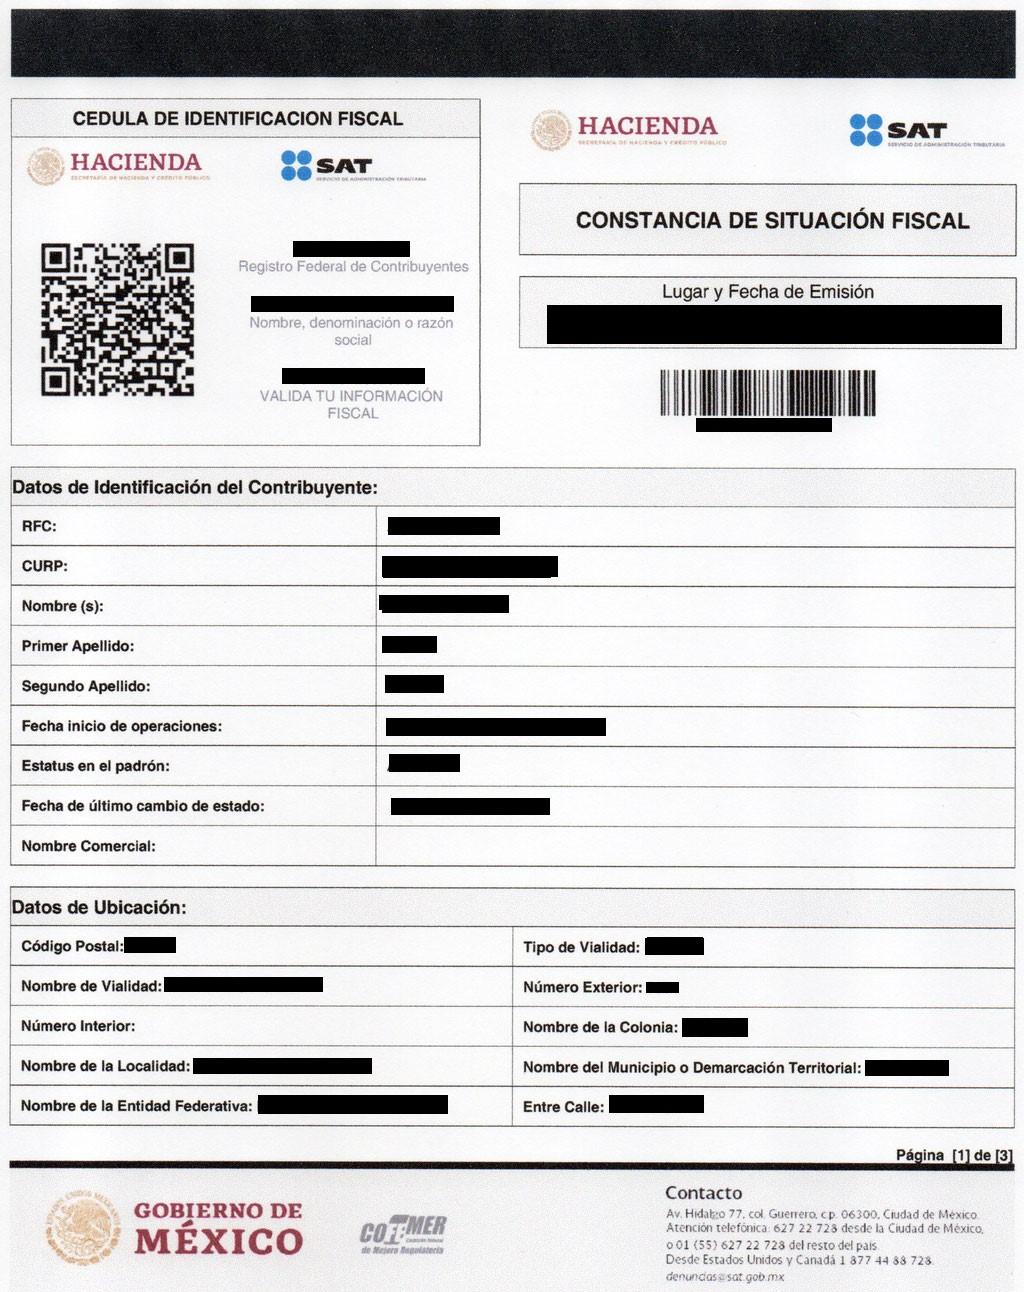 CEDULA DE IDENTIFICACION FISCAL
HACIENDA
SECRETARÍA DE HACIENDA Y CRÉDITO PÚBLICO
SAT
SERVICIO DE ADMINISTRACIÓN TRIBUTARIA
Registro Federal de Contribuyentes
Nombre, denominación o razón
social
VALIDA TU INFORMACIÓN
FISCAL
HACIENDA
SECRETARÍA DE HACIENDA Y CRÉDITO PÚBLICO
SAT
SERVICIO DE ADMINISTRACIÓN TRIBUTARIA
CONSTANCIA DE SITUACIÓN FISCAL
Lugar y Fecha de Emisión
Datos de Identificación del Contribuyente:
RFC:
CURP:
Nombre (s):
Primer Apellido:
Segundo Apellido:
Fecha inicio de operaciones:
Estatus en el padrón:
Fecha de último cambio de estado:
Nombre Comercial:
Datos de Ubicación:
Código Postal:
Tipo de Vialidad:
Nombre de Vialidad:
Número Exterior:
Número Interior:
Nombre de la Colonia:
Nombre de la Localidad:
Nombre del Municipio o Demarcación Territorial:
Nombre de la Entidad Federativa:
Entre Calle:
Página [1] de [3]
GOBIERNO DE
MÉXICO
COFEMER
de Mejora Regulatoria
Contacto
Av. Hidalgo 77, col. Guerrero, c.p. 06300, Ciudad de México.
Atención telefónica: 627 22 728 desde la Ciudad de México,
o 01 (55) 627 22 728 del resto del país.
Desde Estados Unidos y Canadá 1 877 44 88 728.
denuncias@sat.gob.mx